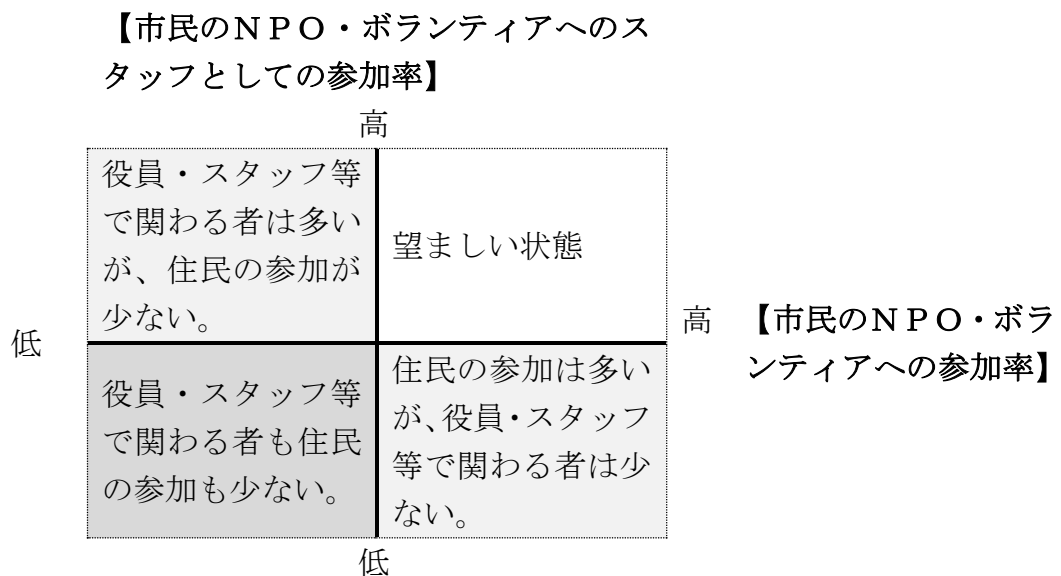 【市民のＮＰＯ・ボランティアへのス
タッフとしての参加率】
高
役員・スタッフ等
で関わる者は多い
が、住民の参加が
少ない。
望ましい状態
低
高
【市民のＮＰＯ・ボラ
ンティアへの参加率】
役員・スタッフ等
で関わる者も住民
の参加も少ない。
住民の参加は多い
が、役員・スタッフ
等で関わる者は少
ない。
低